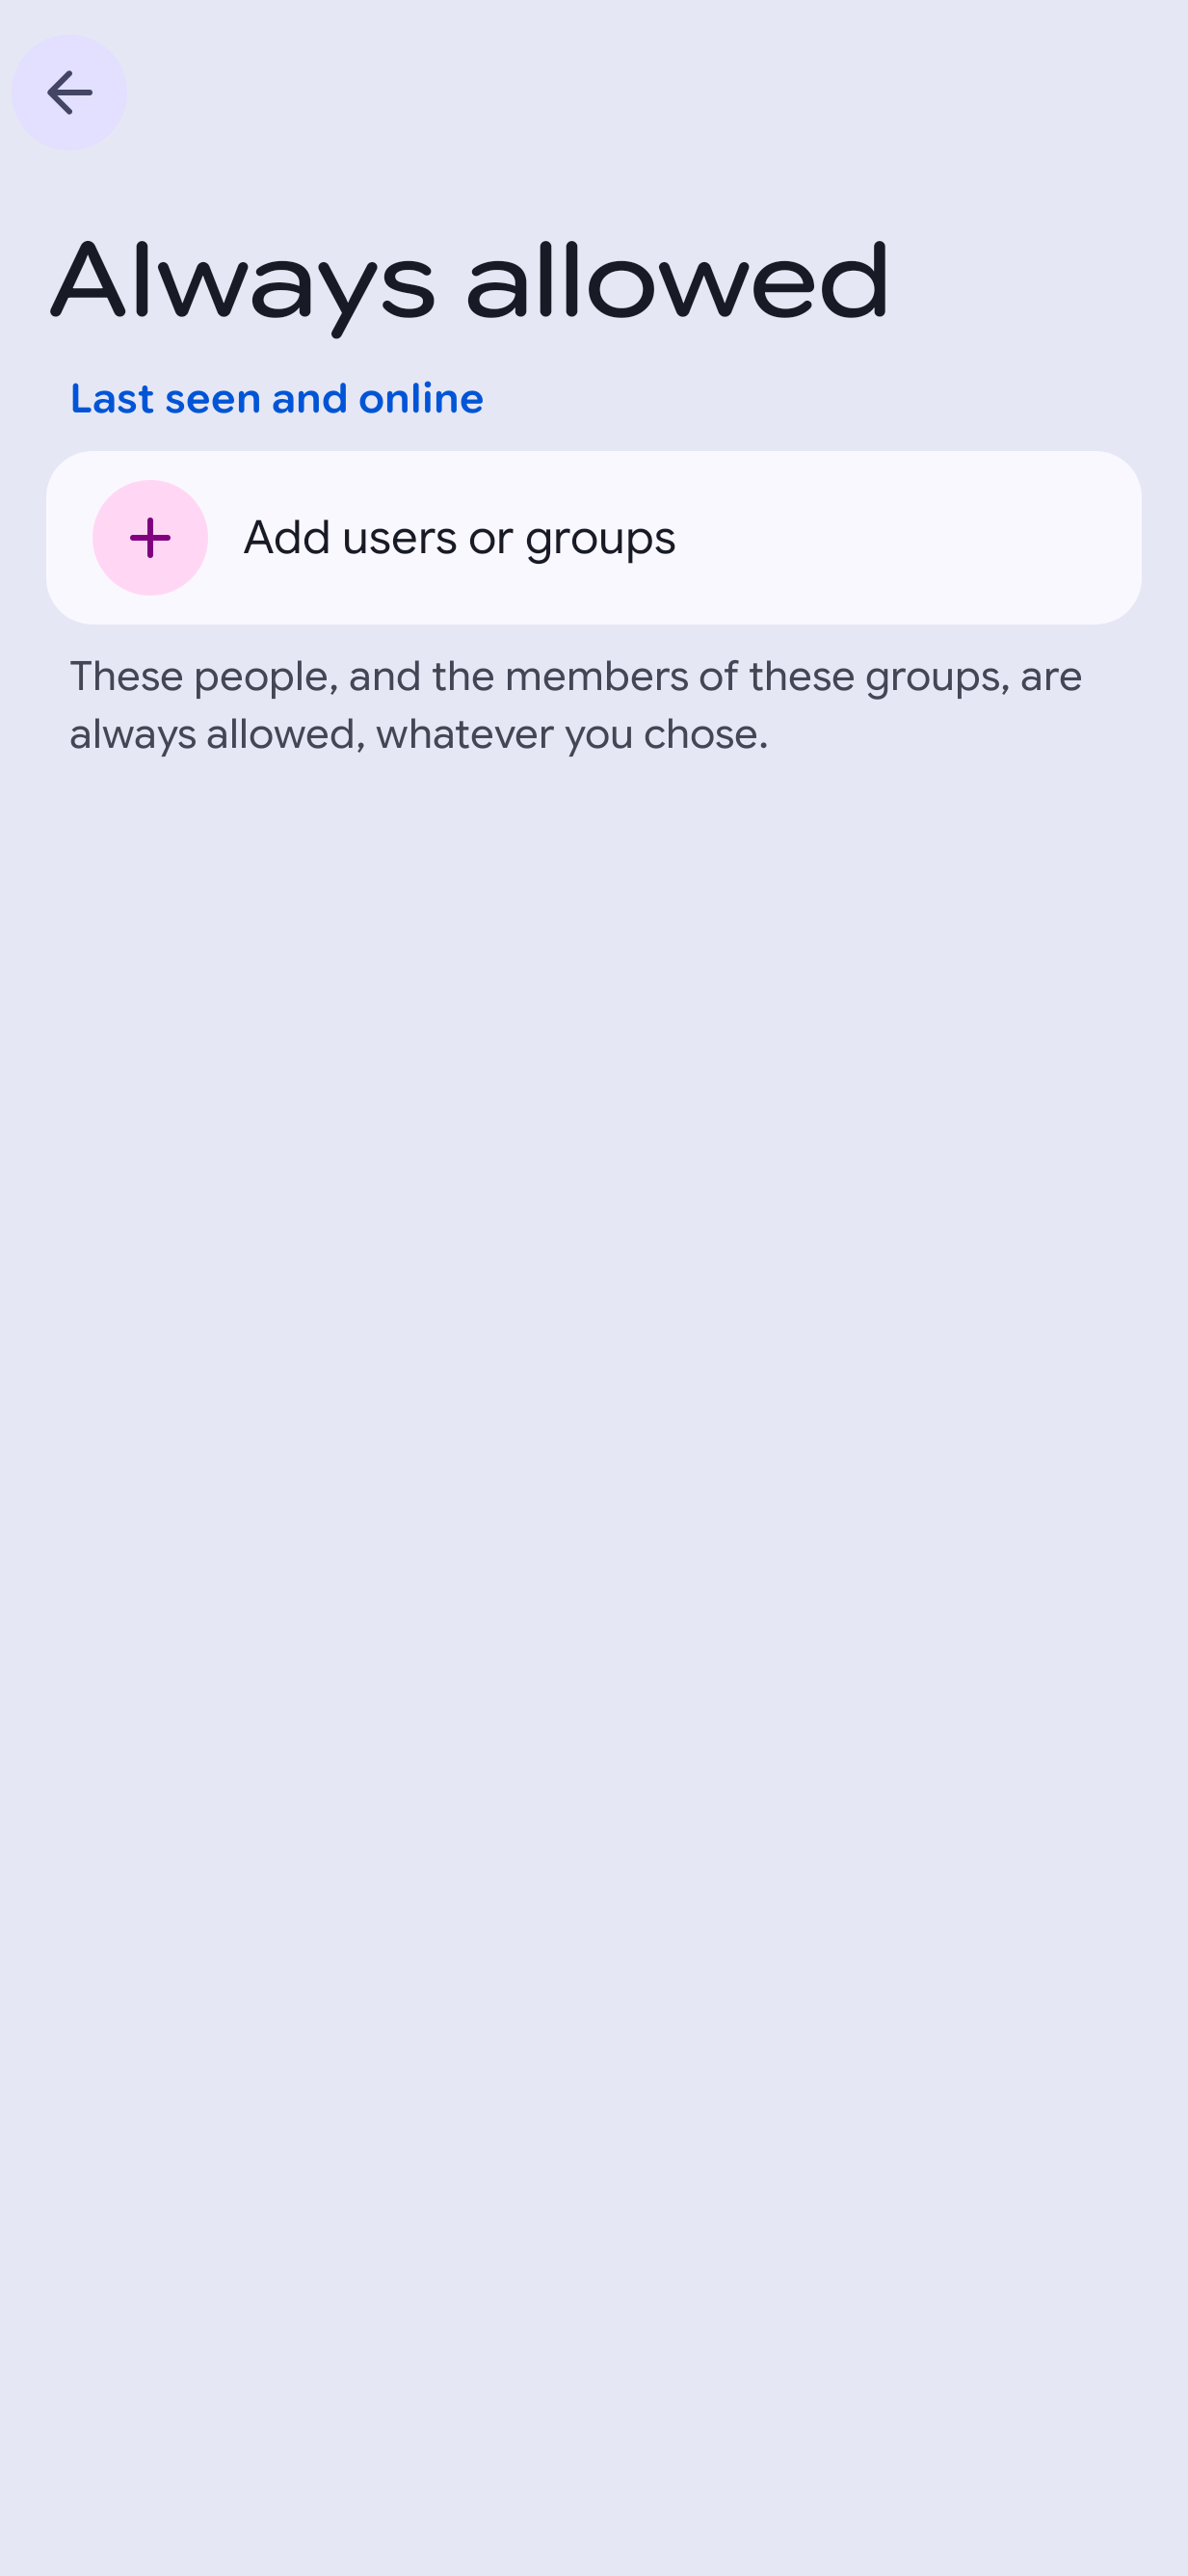 Always allowed
Last seen and online
Add users or groups
These people, and the members of these groups, are
always allowed, whatever you chose.